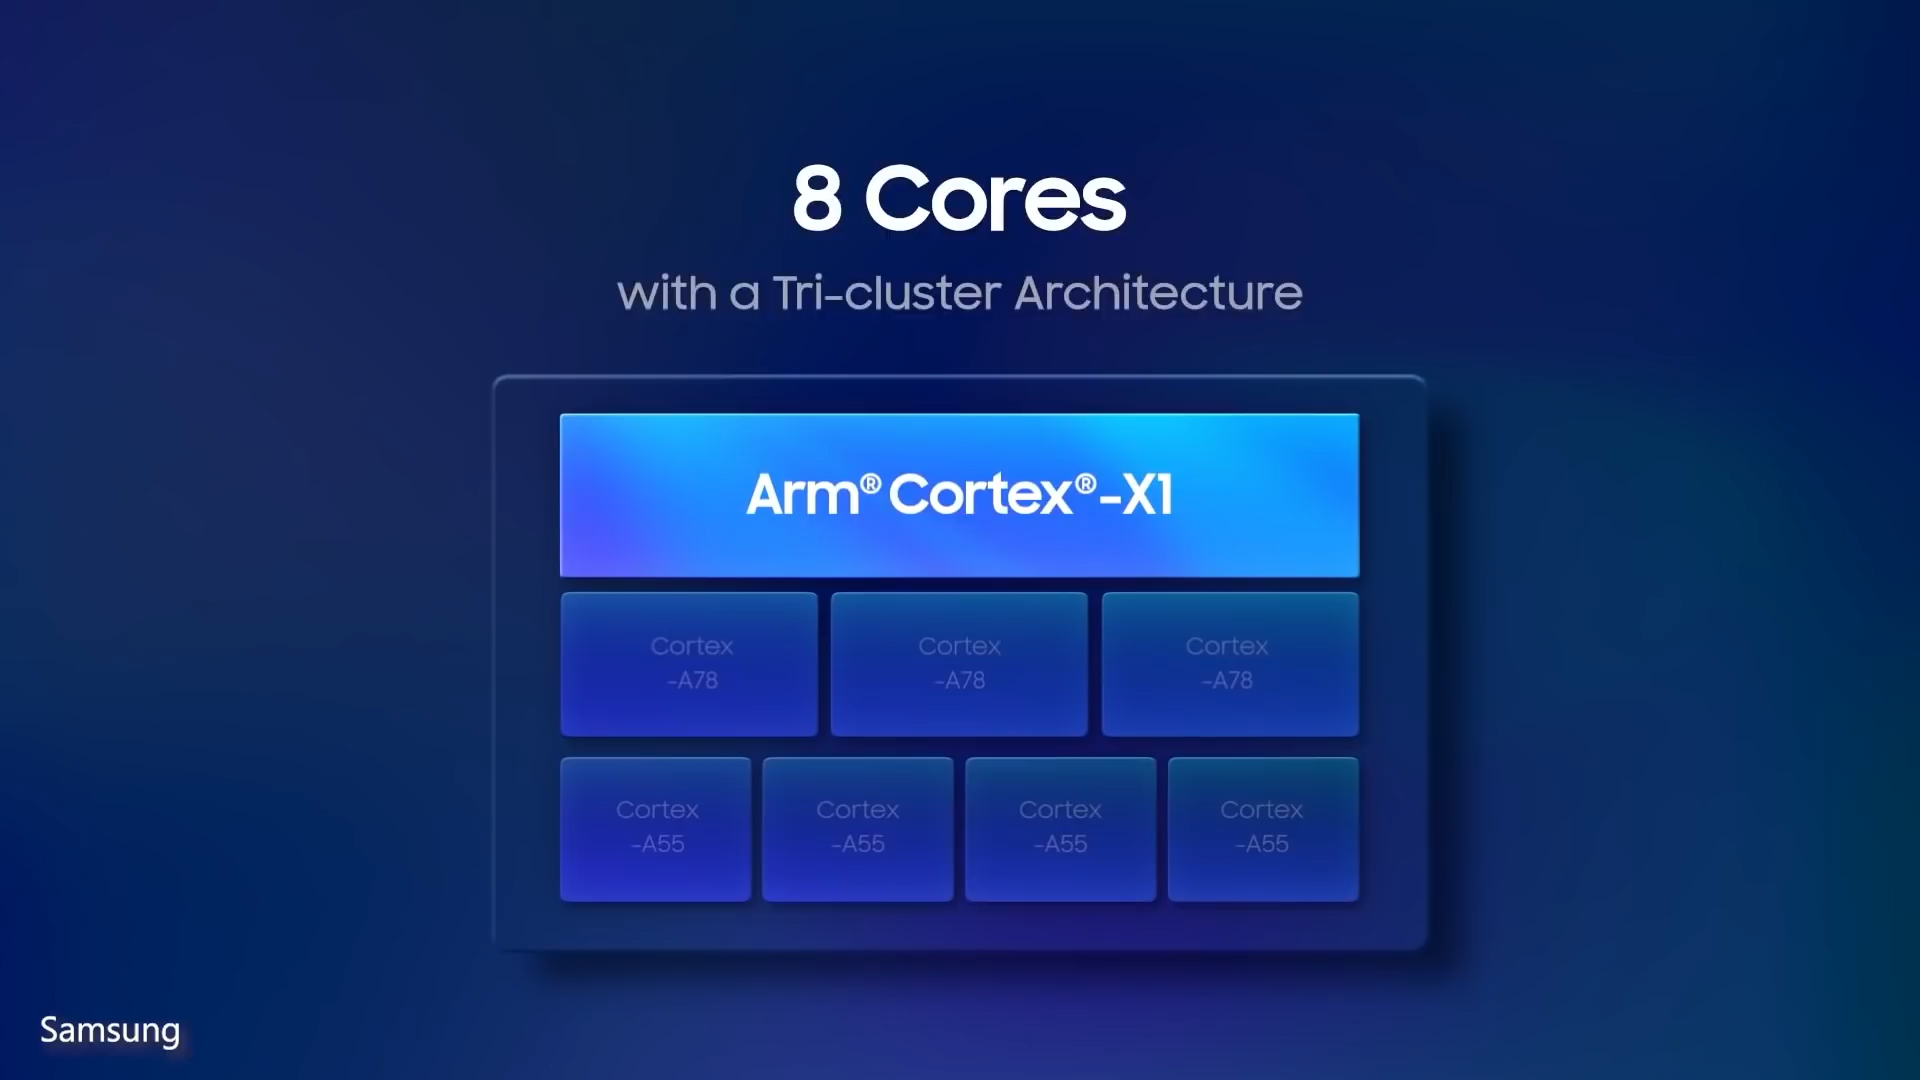 8 Cores
with a Tri-cluster Architecture
Arm® Cortex®-X1
Cortex
-A78
Cortex
-A78
Cortex
-A78
Cortex
-A55
Cortex
-A55
Cortex
-A55
Cortex
-A55
Samsung